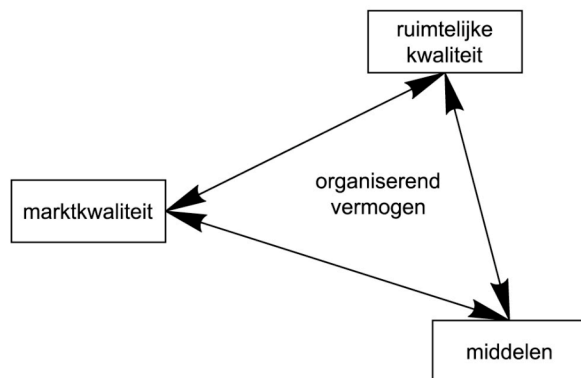 ruimtelijke
kwaliteit
organiserend
vermogen
marktkwaliteit
middelen